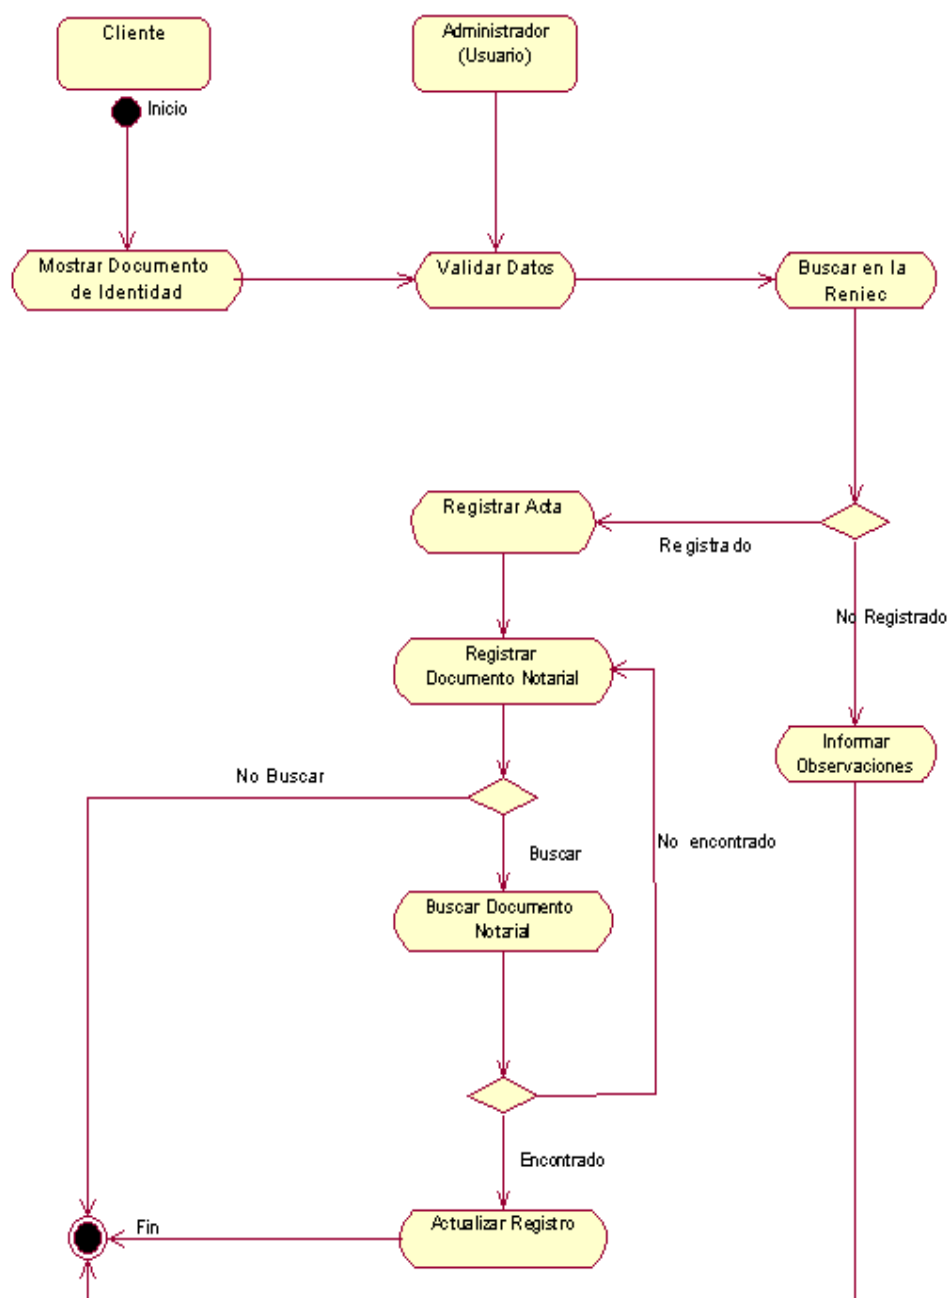 Cliente
Administrador
(Usuario)
Inicio
Mostrar Documento
de Identidad
Validar Datos
Buscar en la
Reniec
Registrar Acta
Registrado
No Registrado
Registrar
Documento Notarial
Informar
Observaciones
No Buscar
No encontrado
Buscar
Buscar Documento
Notarial
Encontrado
Actualizar Registro
Fin